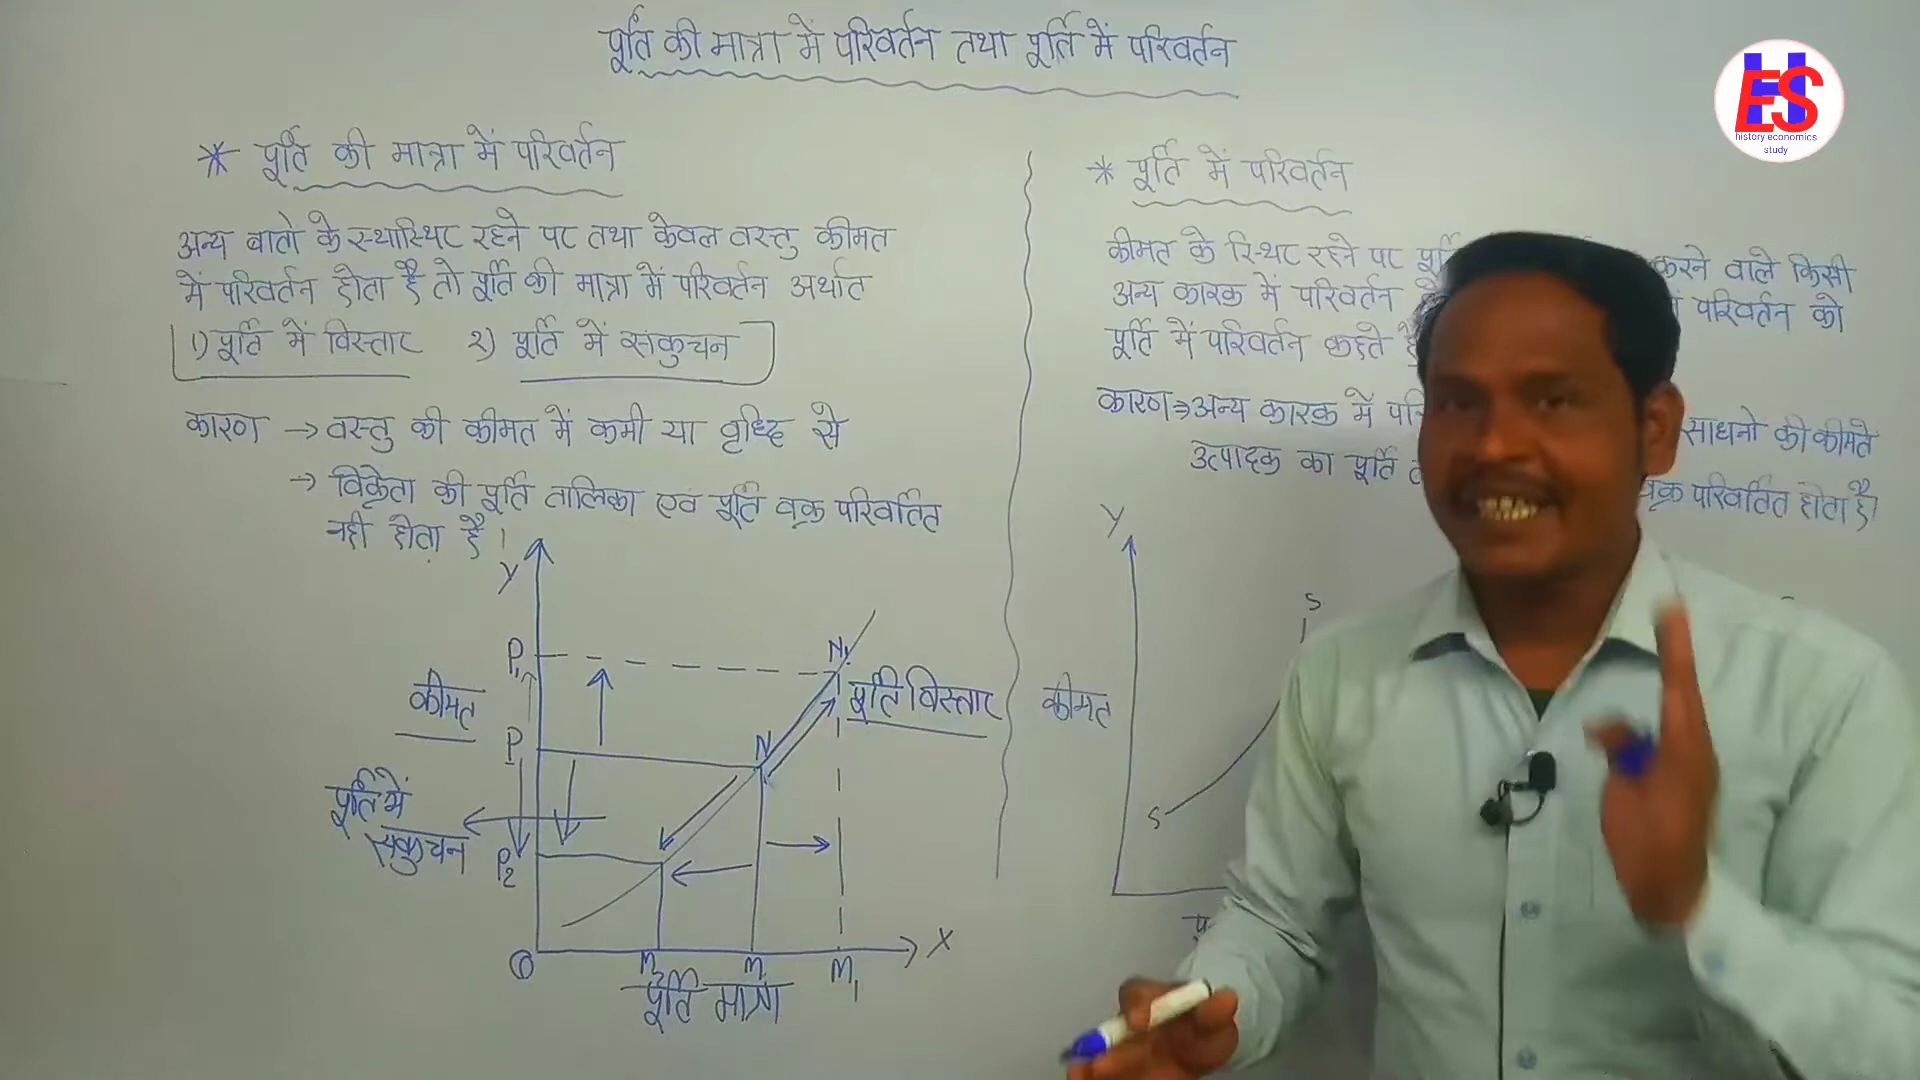 पूर्ति की मात्रा में परिवर्तन तथा पूर्ति में परिवर्तन
HES
history economics
study
* पूर्ति की मात्रा में परिवर्तन
अन्य बातो के स्थास्थिर रहने पर तथा केवल वस्तु कीमत
में परिवर्तन होता है तो पूर्ति की मात्रा में परिवर्तन अर्थात
1) पूर्ति में विस्तार २) पूर्ति में संकुचन
कारण → वस्तु की कीमत में कमी या वृध्दि से
→ विक्रेता की पूर्ति तालिका एवं पूर्ति वक्र परिवर्तित
नही होता है।
Y
P₁
N₁
कीमत
पूर्ति विस्तार
P
N
पूर्ति में
संकुचन
P₂
O
M₂
M
M₁
X
पूर्ति मात्रा
* पूर्ति में परिवर्तन
कीमत के स्थिर रहने पर करने वाले किसी
अन्य कारक में परिवर्तन परिवर्तन को
पूर्ति में परिवर्तन कहते
कारण ⇒ अन्य कारक में साधनो की कीमते
उत्पादक का पूर्ति वक्र परिवर्तित होता है।
Y
S
कीमत
S